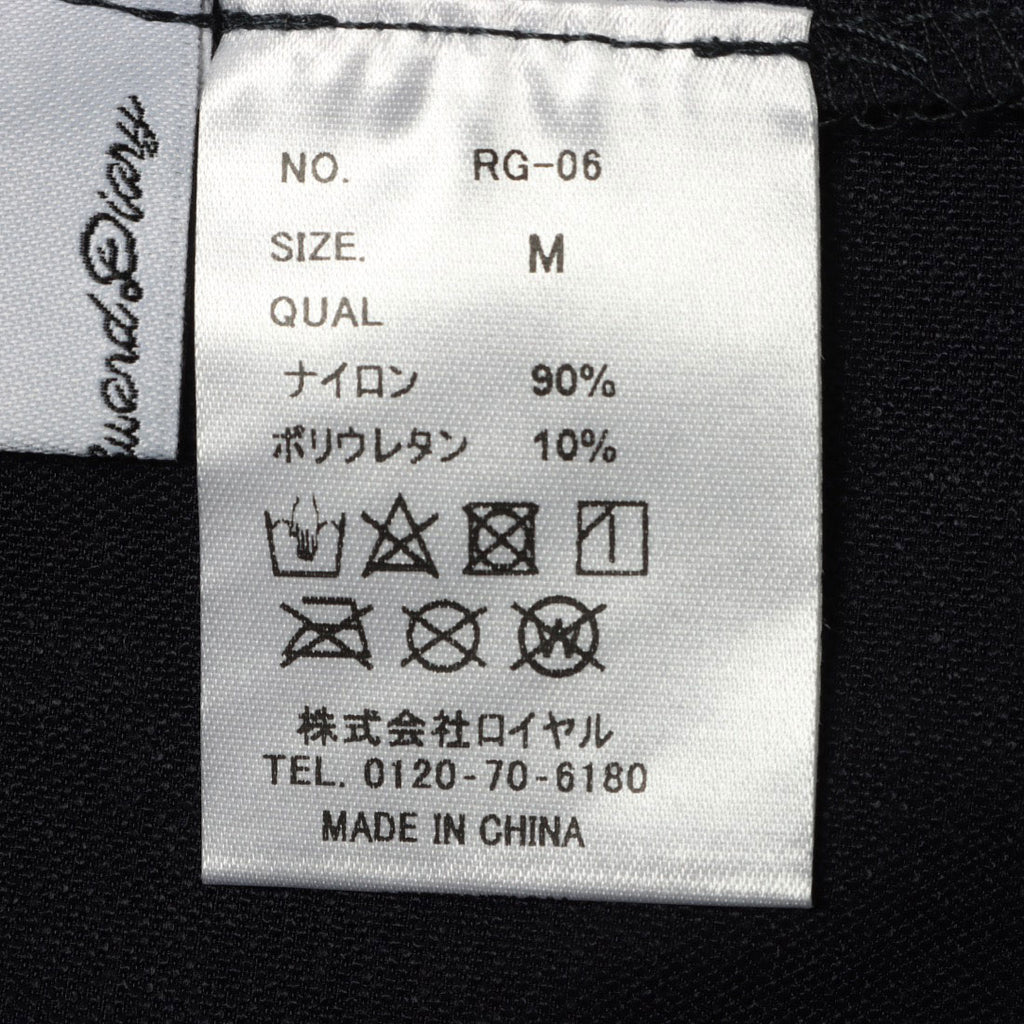 Diary
NO. RG-06
SIZE. M
QUAL
ナイロン 90%
ポリウレタン 10%
W
株式会社ロイヤル
TEL. 0120-70-6180
MADE IN CHINA